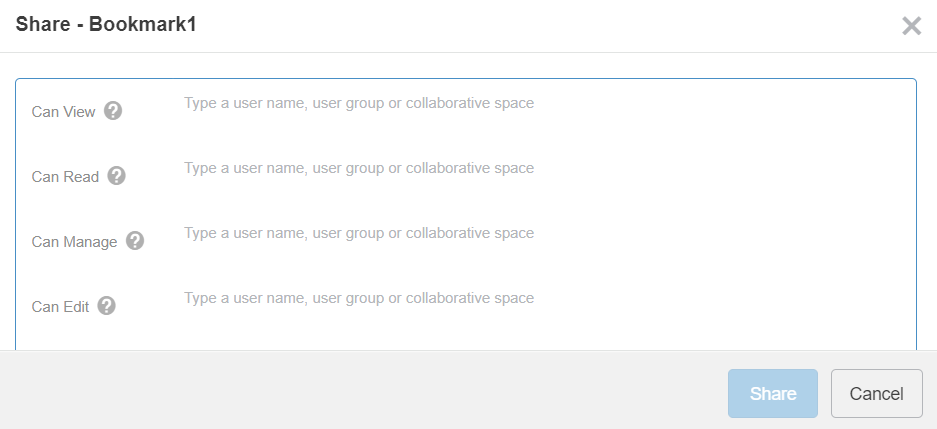 Share - Bookmark1
Can View ? Type a user name, user group or collaborative space
Can Read ? Type a user name, user group or collaborative space
Can Manage ? Type a user name, user group or collaborative space
Can Edit ? Type a user name, user group or collaborative space
Share Cancel